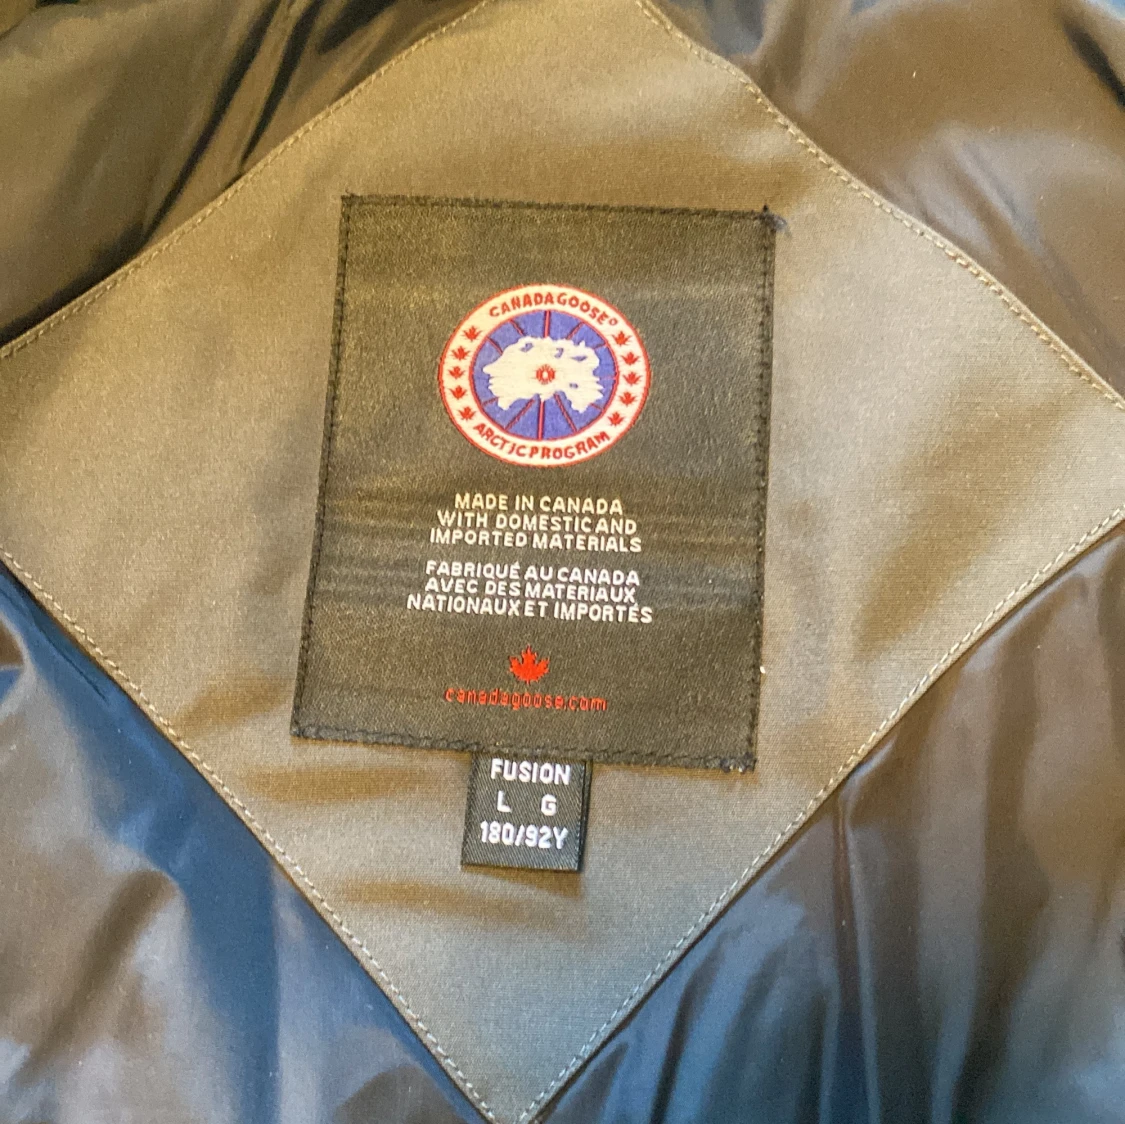 CANADA GOOSE®
ARCTIC PROGRAM
MADE IN CANADA
WITH DOMESTIC AND
IMPORTED MATERIALS
FABRIQUÉ AU CANADA
AVEC DES MATERIAUX
NATIONAUX ET IMPORTÉS
canadagoose.com
FUSION
L G
180/92Y